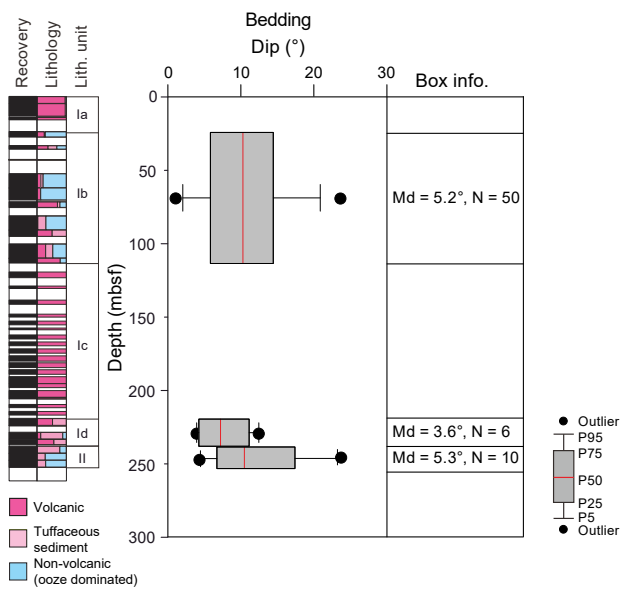 Recovery
Lithology
Lith. unit
Bedding
Dip (°)
0 10 20 30
Box info.
Depth (mbsf)
0
50
100
150
200
250
300
Ia
Ib
Ic
Id
II
Md = 5.2°, N = 50
Md = 3.6°, N = 6
Md = 5.3°, N = 10
Outlier
P95
P75
P50
P25
P5
Outlier
Volcanic
Tuffaceous
sediment
Non-volcanic
(ooze dominated)